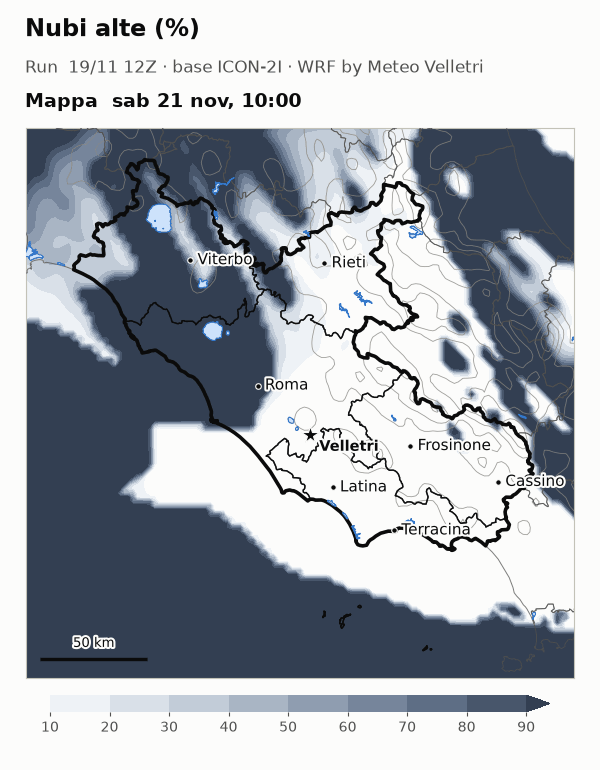 Nubi alte (%)
Run 19/11 12Z · base ICON-2I · WRF by Meteo Velletri
Mappa sab 21 nov, 10:00
Viterbo
Rieti
Roma
Velletri
Frosinone
Latina
Cassino
Terracina
50 km
10 20 30 40 50 60 70 80 90